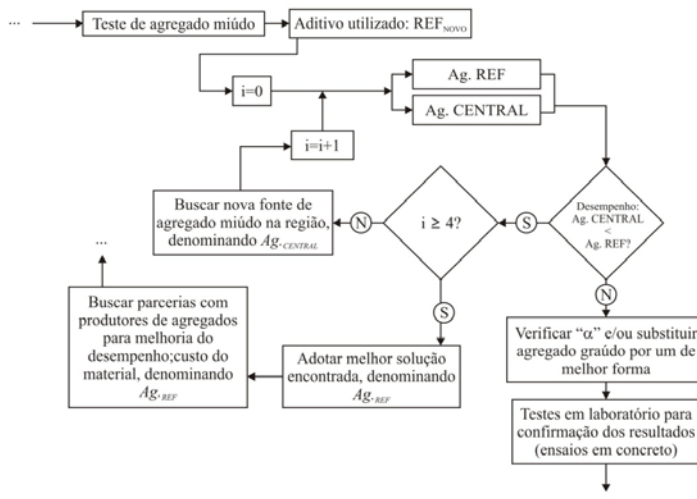 ...
Teste de agregado miúdo
Aditivo utilizado: REF NOVO
i=0
Ag. REF
Ag. CENTRAL
i=i+1
Buscar nova fonte de
agregado miúdo na região,
denominando Ag.CENTRAL
N
i ≥ 4?
S
Desempenho:
Ag. CENTRAL
<
Ag. REF?
...
S
N
Buscar parcerias com
produtores de agregados
para melhoria do
desempenho;custo do
material, denominando
Ag.REF
Adotar melhor solução
encontrada, denominando
Ag.REF
Verificar “α” e/ou substituir
agregado graúdo por um de
melhor forma
Testes em laboratório para
confirmação dos resultados
(ensaios em concreto)